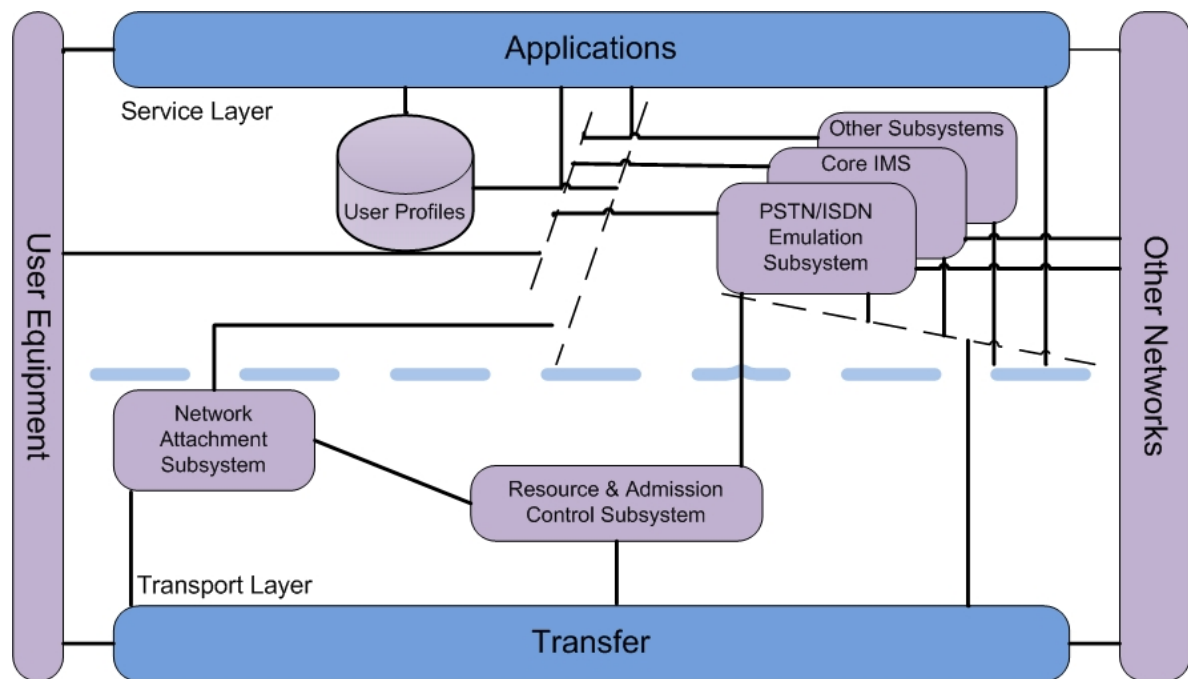 Applications
Service Layer
Other Subsystems
Core IMS
User Profiles
PSTN/ISDN
Emulation
Subsystem
User Equipment
Other Networks
Network
Attachment
Subsystem
Resource & Admission
Control Subsystem
Transport Layer
Transfer